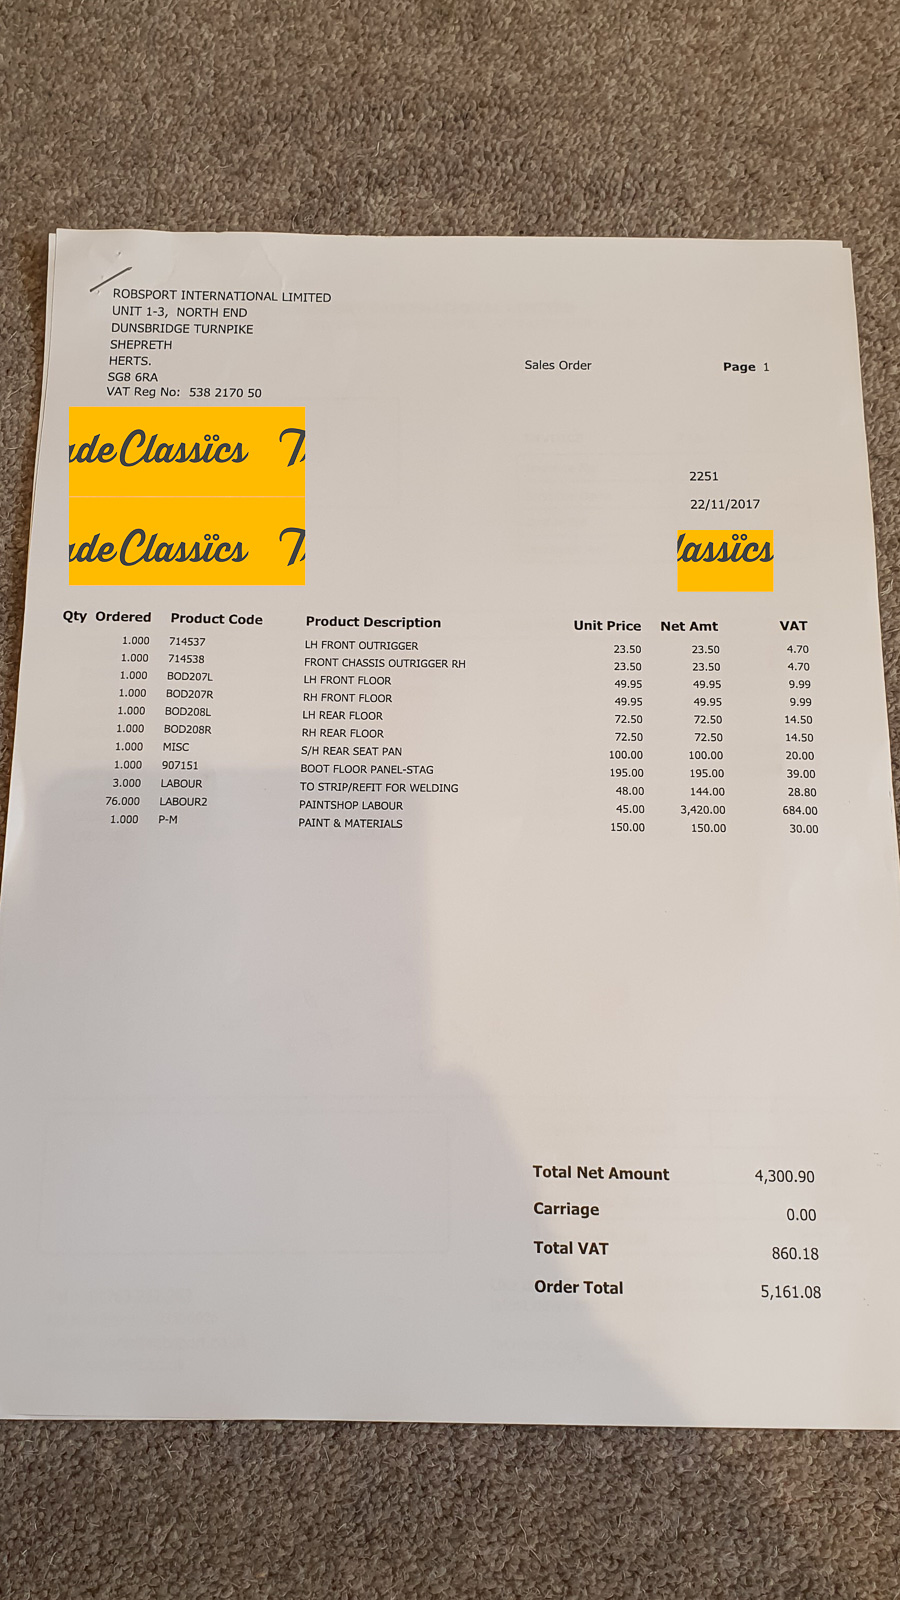 ROBSPORT INTERNATIONAL LIMITED
UNIT 1-3, NORTH END
DUNSBRIDGE TURNPIKE
SHEPRETH
HERTS.
SG8 6RA
VAT Reg No: 538 2170 50
Sales Order Page 1
ade Classics T
2251
22/11/2017
ade Classics T
lassics
Qty Ordered Product Code Product Description Unit Price Net Amt VAT
1.000 714537 LH FRONT OUTRIGGER 23.50 23.50 4.70
1.000 714538 FRONT CHASSIS OUTRIGGER RH 23.50 23.50 4.70
1.000 BOD207L LH FRONT FLOOR 49.95 49.95 9.99
1.000 BOD207R RH FRONT FLOOR 49.95 49.95 9.99
1.000 BOD208L LH REAR FLOOR 72.50 72.50 14.50
1.000 BOD208R RH REAR FLOOR 72.50 72.50 14.50
1.000 MISC S/H REAR SEAT PAN 100.00 100.00 20.00
1.000 907151 BOOT FLOOR PANEL-STAG 195.00 195.00 39.00
3.000 LABOUR TO STRIP/REFIT FOR WELDING 48.00 144.00 28.80
76.000 LABOUR2 PAINTSHOP LABOUR 45.00 3,420.00 684.00
1.000 P-M PAINT & MATERIALS 150.00 150.00 30.00
Total Net Amount 4,300.90
Carriage 0.00
Total VAT 860.18
Order Total 5,161.08